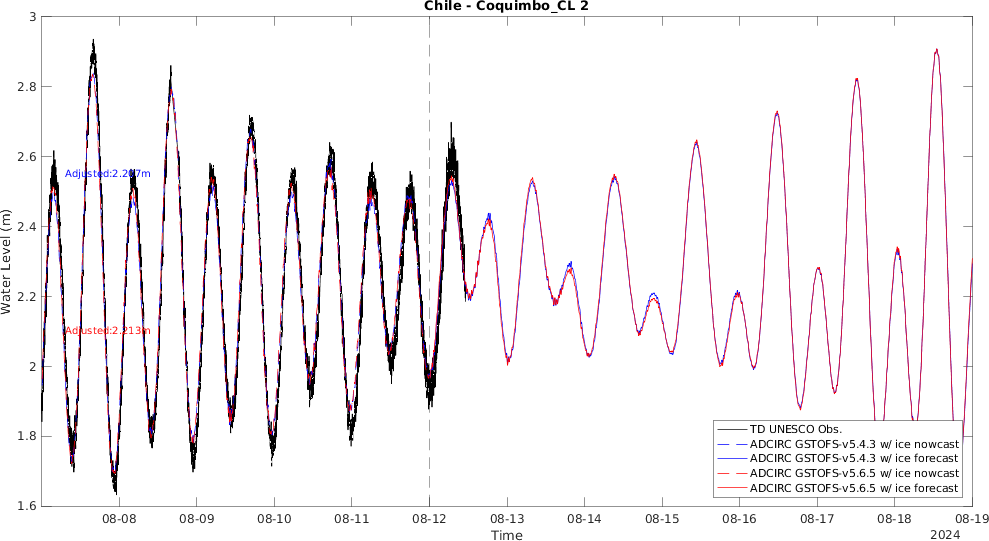 Chile - Coquimbo_CL 2
3
2.8
2.6
2.4
2.2
2
1.8
1.6
Water Level (m)
Adjusted:2.207m
Adjusted:2.213m
TD UNESCO Obs.
ADCIRC GSTOFS-v5.4.3 w/ ice nowcast
ADCIRC GSTOFS-v5.4.3 w/ ice forecast
ADCIRC GSTOFS-v5.6.5 w/ ice nowcast
ADCIRC GSTOFS-v5.6.5 w/ ice forecast
08-08 08-09 08-10 08-11 08-12 08-13 08-14 08-15 08-16 08-17 08-18 08-19
Time
2024